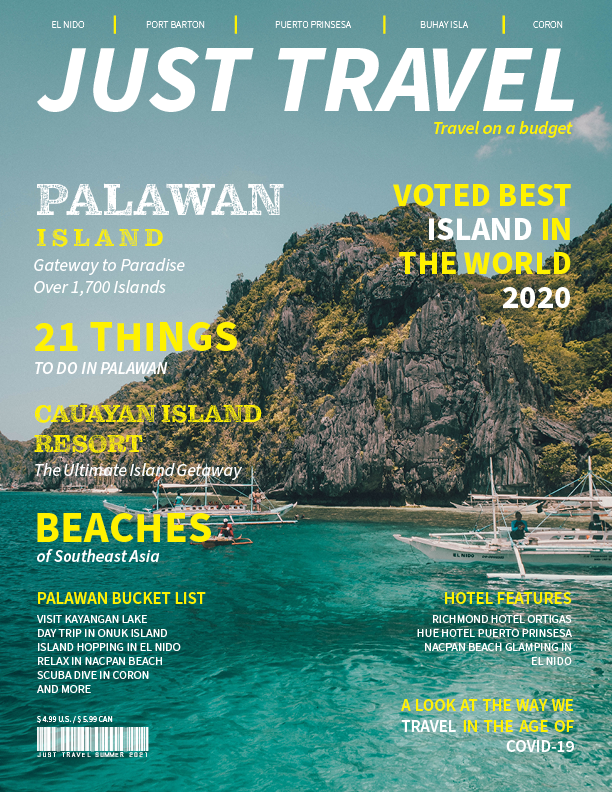 EL NIDO | PORT BARTON | PUERTO PRINSESA | BUHAY ISLA | CORON
JUST TRAVEL
Travel on a budget
PALAWAN
ISLAND
Gateway to Paradise
Over 1,700 Islands
VOTED BEST
ISLAND IN
THE WORLD
2020
21 THINGS
TO DO IN PALAWAN
CAUAYAN ISLAND
RESORT
The Ultimate Island Getaway
BEACHES
of Southeast Asia
EL NIDO
PALAWAN BUCKET LIST
VISIT KAYANGAN LAKE
DAY TRIP IN ONUK ISLAND
ISLAND HOPPING IN EL NIDO
RELAX IN NACPAN BEACH
SCUBA DIVE IN CORON
AND MORE
HOTEL FEATURES
RICHMOND HOTEL ORTIGAS
HUE HOTEL PUERTO PRINSESA
NACPAN BEACH GLAMPING IN
EL NIDO
$ 4.99 U.S. / $ 5.99 CAN
JUST TRAVEL SUMMER 2021
A LOOK AT THE WAY WE
TRAVEL IN THE AGE OF
COVID-19